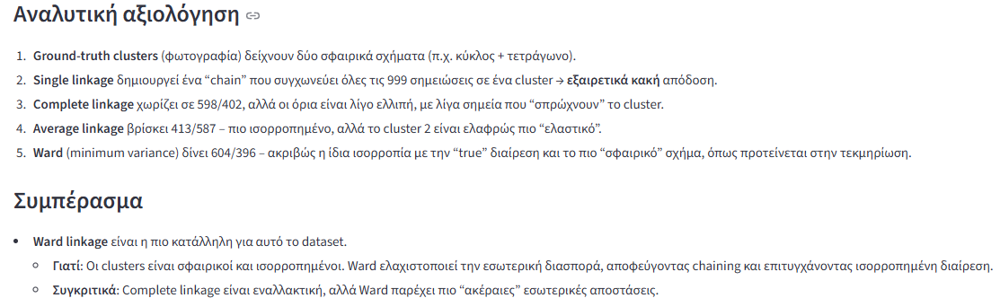 Αναλυτική αξιολόγηση
1. Ground-truth clusters (φωτογραφία) δείχνουν δύο σφαιρικά σχήματα (π.χ. κύκλος + τετράγωνο).
2. Single linkage δημιουργεί ένα “chain” που συγχωνεύει όλες τις 999 σημειώσεις σε ένα cluster → εξαιρετικά κακή απόδοση.
3. Complete linkage χωρίζει σε 598/402, αλλά οι όρια είναι λίγο ελλιπή, με λίγα σημεία που “σπρώχνουν” το cluster.
4. Average linkage βρίσκει 413/587 – πιο ισορροπημένο, αλλά το cluster 2 είναι ελαφρώς πιο “ελαστικό”.
5. Ward (minimum variance) δίνει 604/396 – ακριβώς η ίδια ισορροπία με την “true” διαίρεση και το πιο “σφαιρικό” σχήμα, όπως προτείνεται στην τεκμηρίωση.
Συμπέρασμα
• Ward linkage είναι η πιο κατάλληλη για αυτό το dataset.
◦ Γιατί: Οι clusters είναι σφαιρικοί και ισορροπημένοι. Ward ελαχιστοποιεί την εσωτερική διασπορά, αποφεύγοντας chaining και επιτυγχάνοντας ισορροπημένη διαίρεση.
◦ Συγκριτικά: Complete linkage είναι εναλλακτική, αλλά Ward παρέχει πιο “ακέραιες” εσωτερικές αποστάσεις.